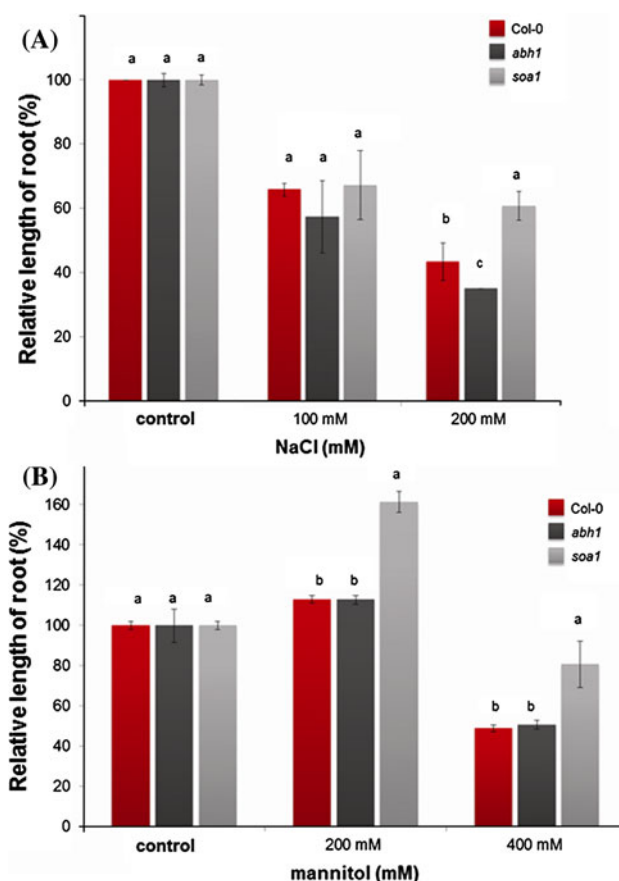 (A)
Col-0
abh1
soa1
a a a
a a a
b c a
Relative length of root (%)
100
80
60
40
20
0
control 100 mM 200 mM
NaCl (mM)
(B)
Col-0
abh1
soa1
a a a
b b a
b b a
Relative length of root (%)
160
140
120
100
80
60
40
20
0
control 200 mM 400 mM
mannitol (mM)